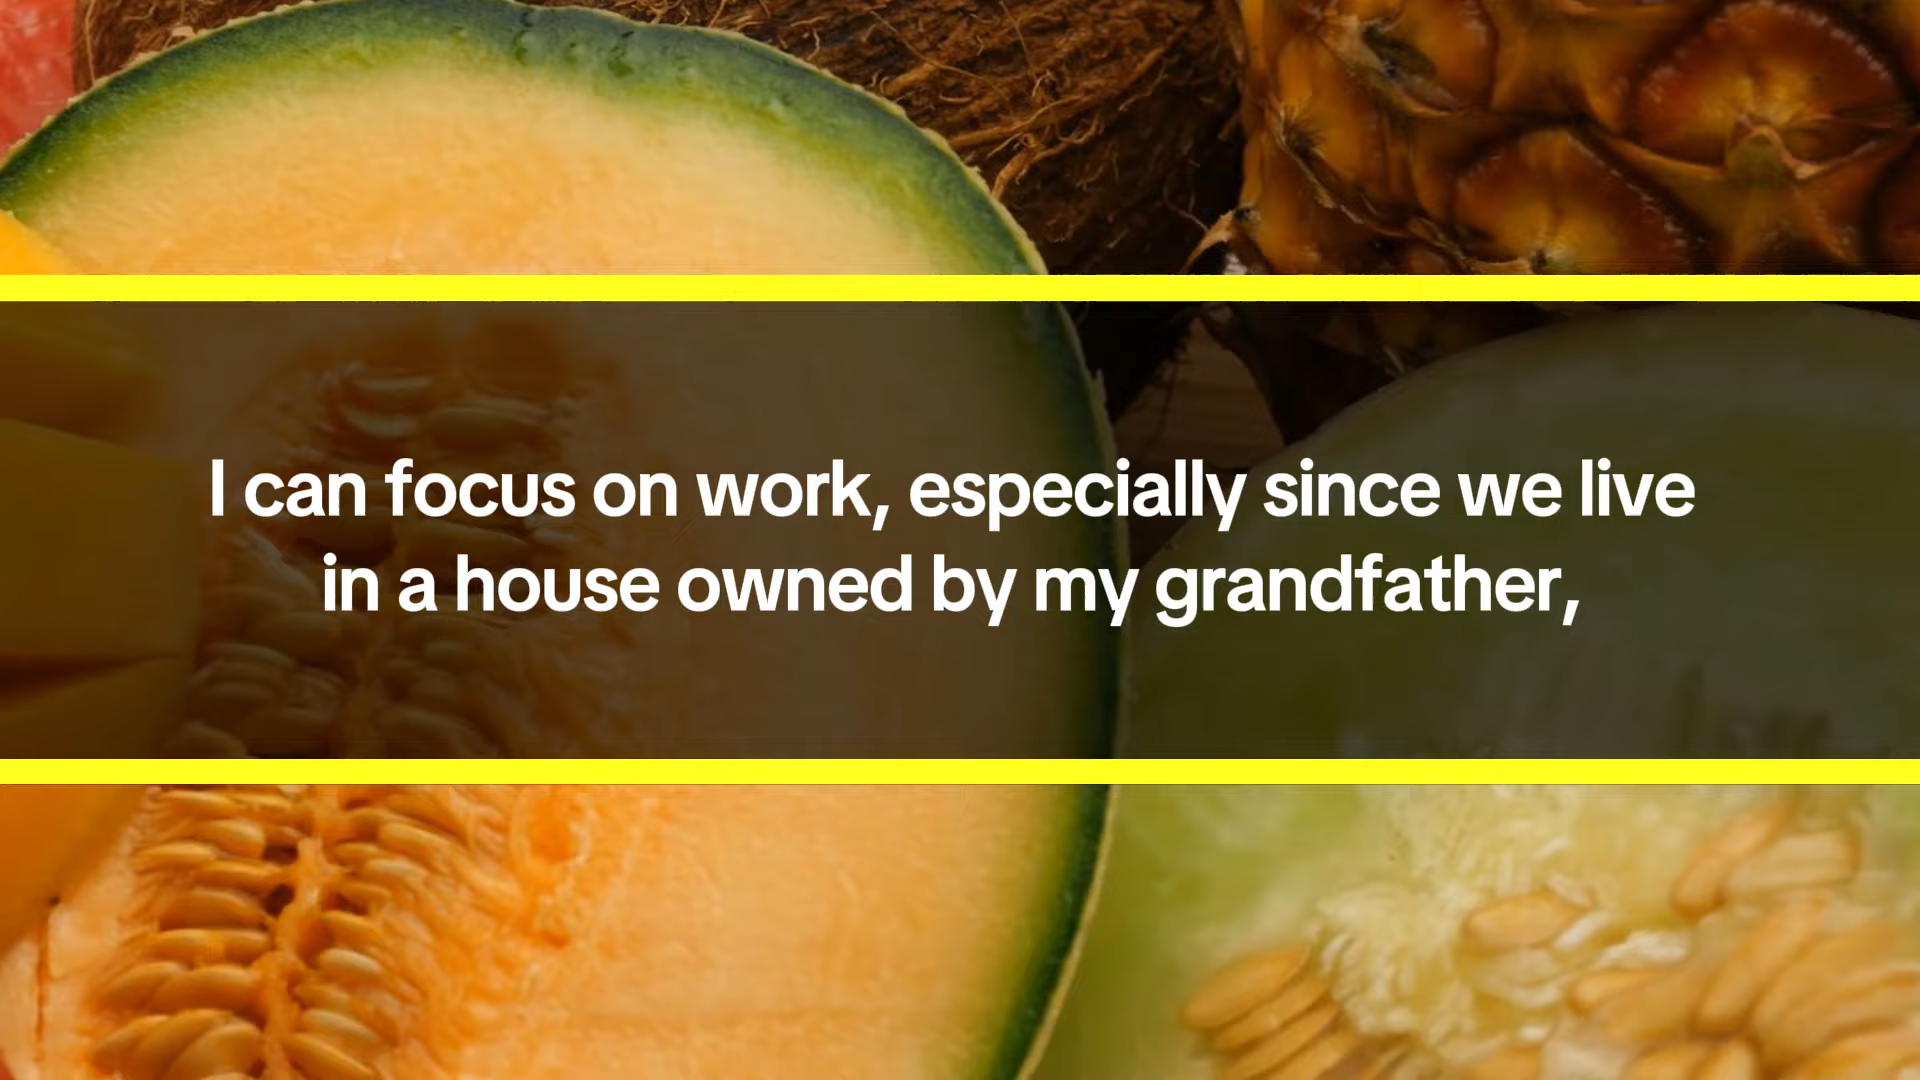 I can focus on work, especially since we live
in a house owned by my grandfather,